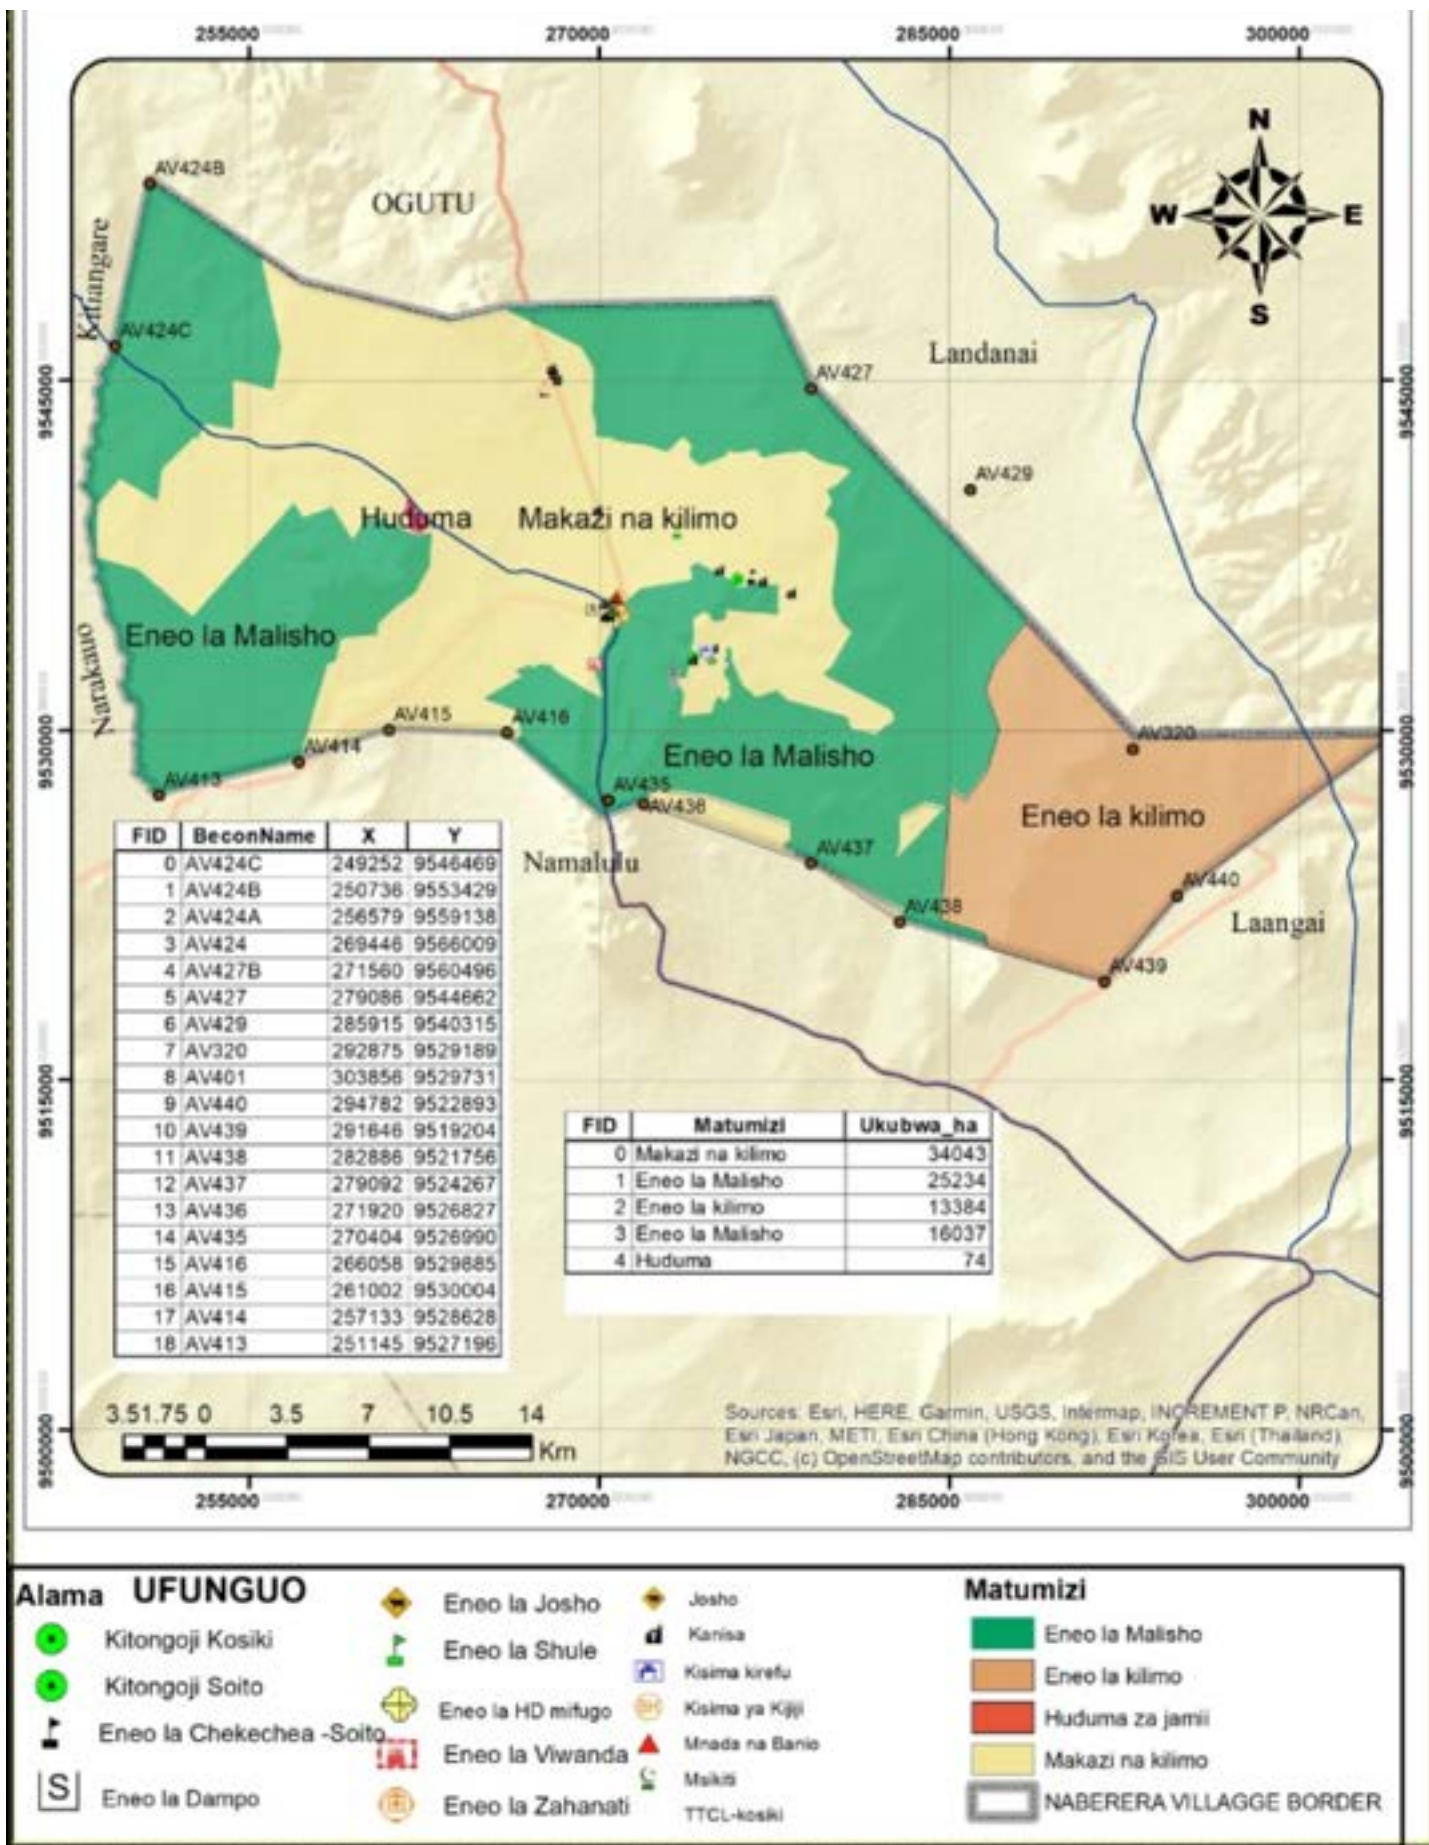 255000 270000 285000 300000
N
W E
S
AV424B
OGUTU
Kitiangare
AV424C
AV427
Landanai
9545000 9545000
AV429
Huduma Makazi na kilimo
Eneo la Malisho
Narakauo
AV415
AV416
AV414
AV320
9530000 9530000
Eneo la Malisho
AV413
AV435
AV436
Eneo la kilimo
AV437
Namalulu
AV440
AV438
Laangai
AV439
FID BeconName X Y
0 AV424C 249252 9546469
1 AV424B 250736 9553429
2 AV424A 256579 9559138
3 AV424 269446 9566009
4 AV427B 271560 9560496
5 AV427 279086 9544662
6 AV429 285915 9540315
7 AV320 292875 9529189
8 AV401 303856 9529731
9 AV440 294782 9522893
10 AV439 291646 9519204
11 AV438 282886 9521756
12 AV437 279092 9524267
13 AV436 271920 9526827
14 AV435 270404 9526990
15 AV416 266058 9529885
16 AV415 261002 9530004
17 AV414 257133 9528628
18 AV413 251145 9527196
9515000 9515000
FID Matumizi Ukubwa_ha
0 Makazi na kilimo 34043
1 Eneo la Malisho 25234
2 Eneo la kilimo 13384
3 Eneo la Malisho 16037
4 Huduma 74
3.51.75 0 3.5 7 10.5 14
Km
Sources: Esri, HERE, Garmin, USGS, Intermap, INCREMENT P, NRCan,
Esri Japan, METI, Esri China (Hong Kong), Esri Korea, Esri (Thailand),
NGCC, (c) OpenStreetMap contributors, and the GIS User Community
9500000 9500000
255000 270000 285000 300000
Alama UFUNGUO
Kitongoji Kosiki
Kitongoji Soito
Eneo la Chekechea -Soito
S Eneo la Dampo
Eneo la Josho
Eneo la Shule
Eneo la HD mifugo
Eneo la Viwanda
Eneo la Zahanati
Josho
Kanisa
Kisima kirefu
Kisima ya Kijiji
Mnada na Banio
Msikiti
TTCL-kosiki
Matumizi
Eneo la Malisho
Eneo la kilimo
Huduma za jamii
Makazi na kilimo
NABERERA VILLAGGE BORDER